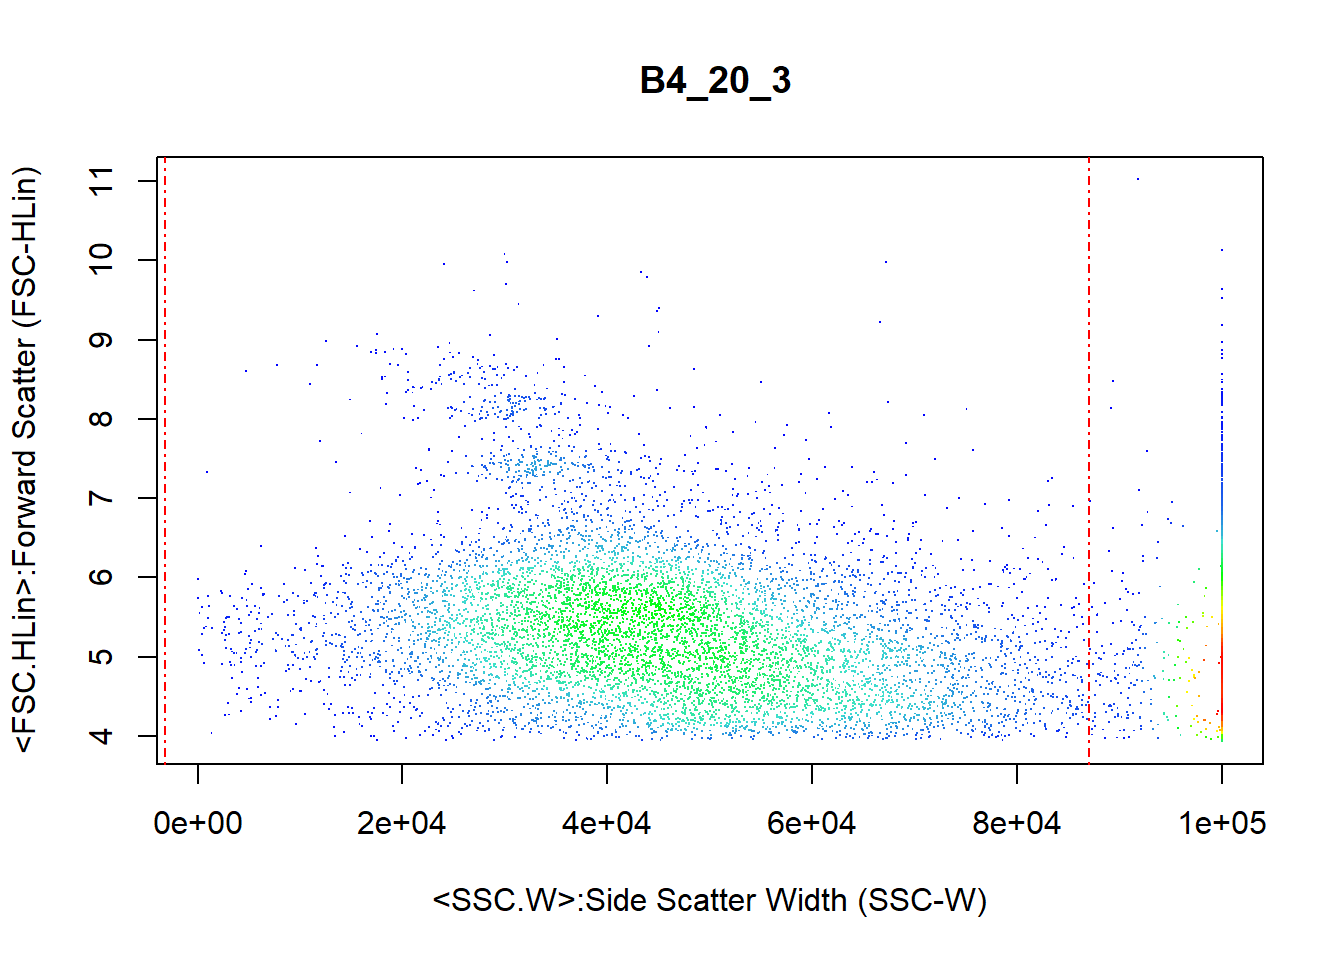 B4_20_3
<FSC.HLin>:Forward Scatter (FSC-HLin)
11
10
9
8
7
6
5
4
0e+00 2e+04 4e+04 6e+04 8e+04 1e+05
<SSC.W>:Side Scatter Width (SSC-W)